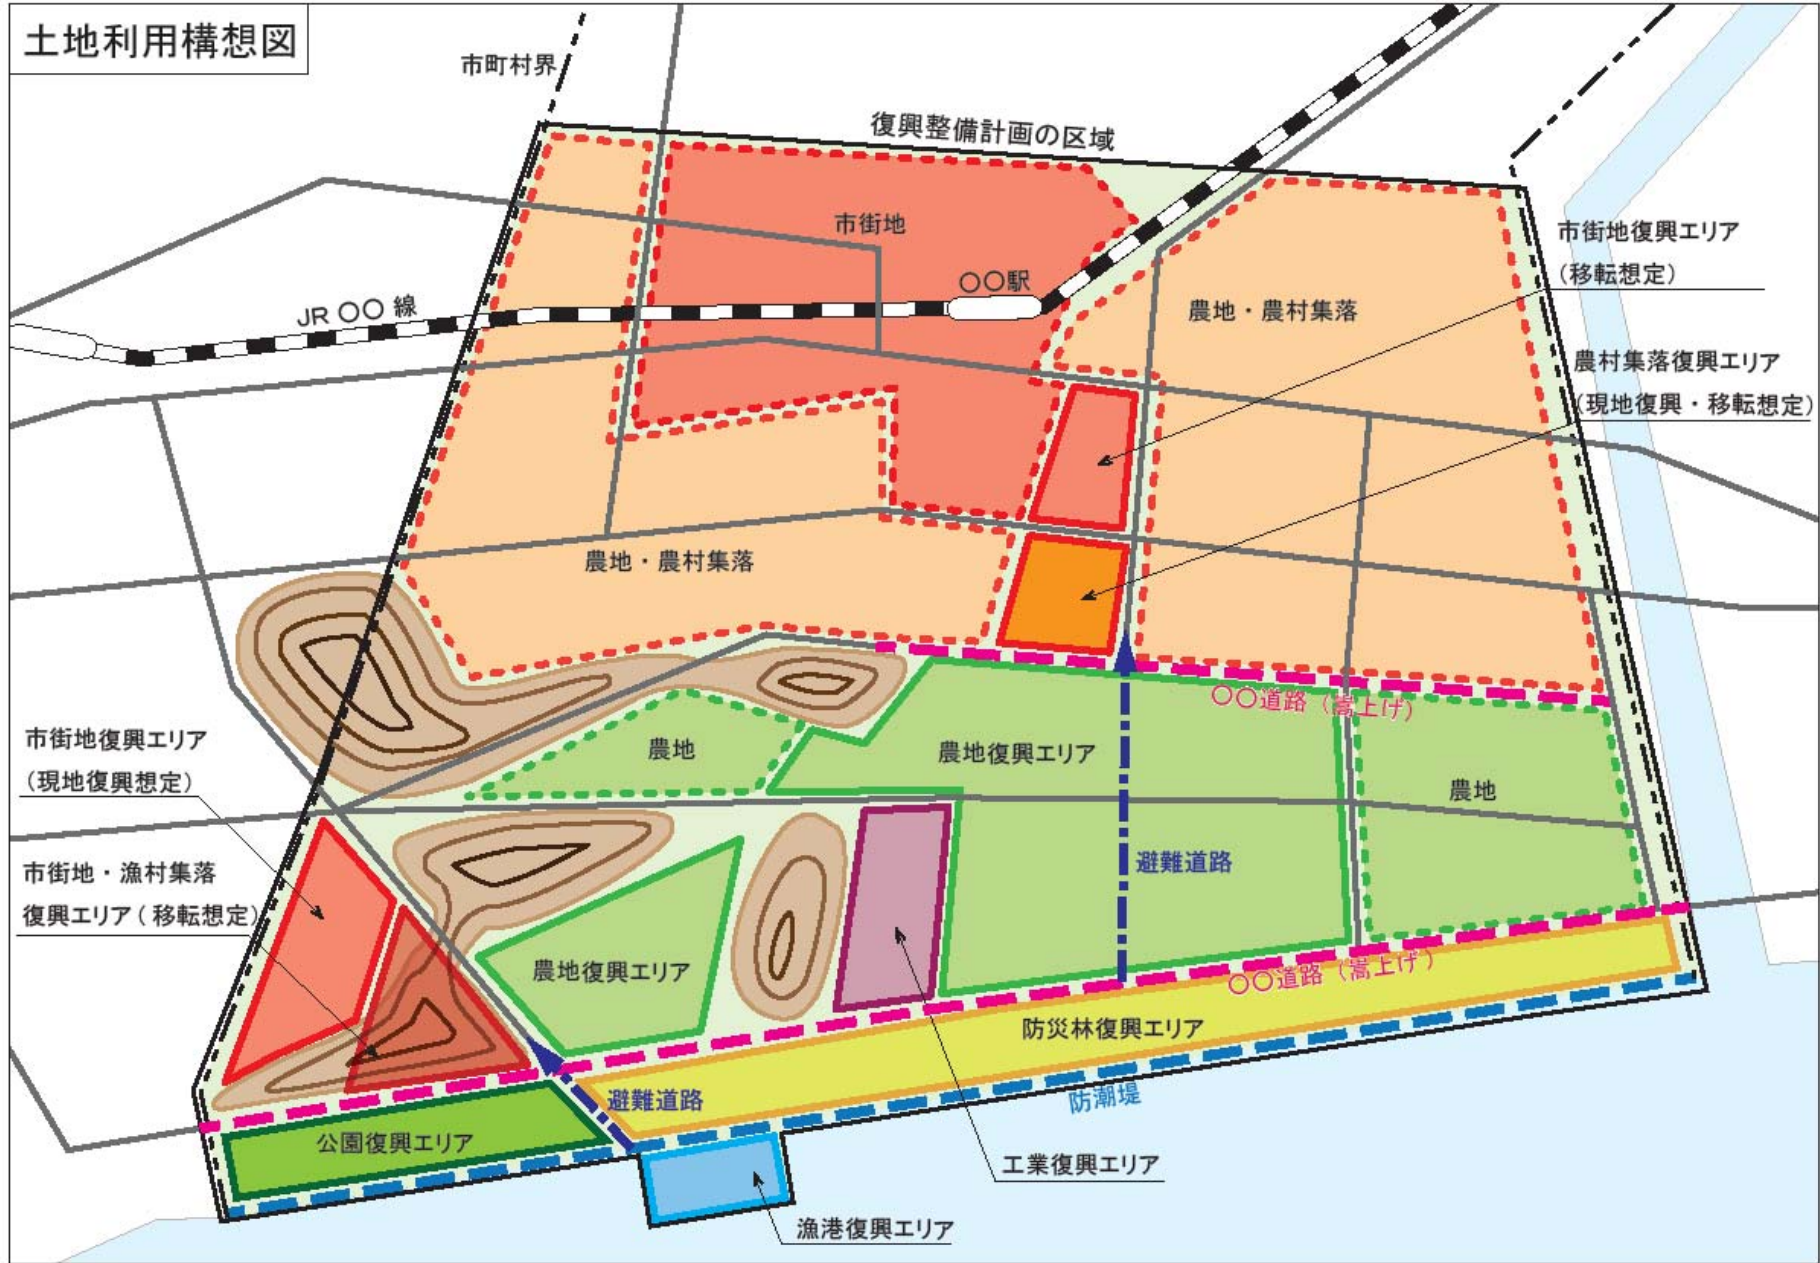 土地利用構想図
市町村界
復興整備計画の区域
市街地
市街地復興エリア
(移転想定)
〇〇駅
JR 〇〇 線
農地・農村集落
農村集落復興エリア
(現地復興・移転想定)
農地・農村集落
〇〇道路（嵩上げ）
市街地復興エリア
(現地復興想定)
農地
農地復興エリア
農地
避難道路
市街地・漁村集落
復興エリア(移転想定)
農地復興エリア
〇〇道路（嵩上げ）
防災林復興エリア
避難道路
防潮堤
公園復興エリア
工業復興エリア
漁港復興エリア